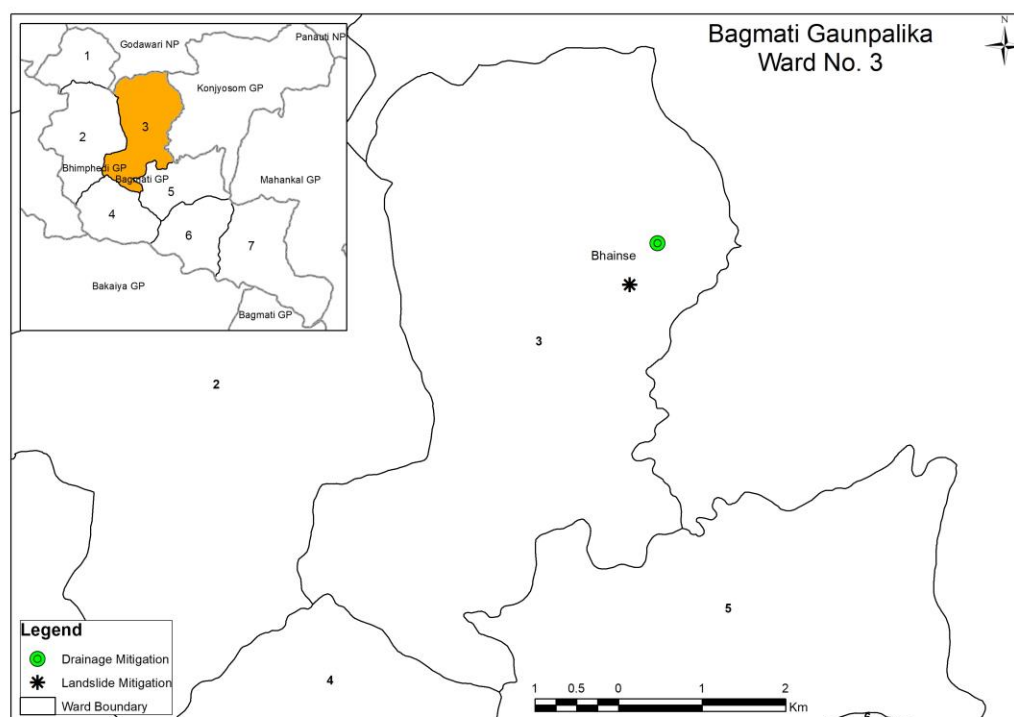 Bagmati Gaunpalika
Ward No. 3
N
Godawari NP
Panauti NP
1
Konjyosom GP
3
2
Bhimphedi GP
Bagmati GP
5
Mahankal GP
4
6
7
Bakaiya GP
Bagmati GP
Bhainse
3
2
5
4
6
Legend
Drainage Mitigation
Landslide Mitigation
Ward Boundary
1 0.5 0 1 2
Km